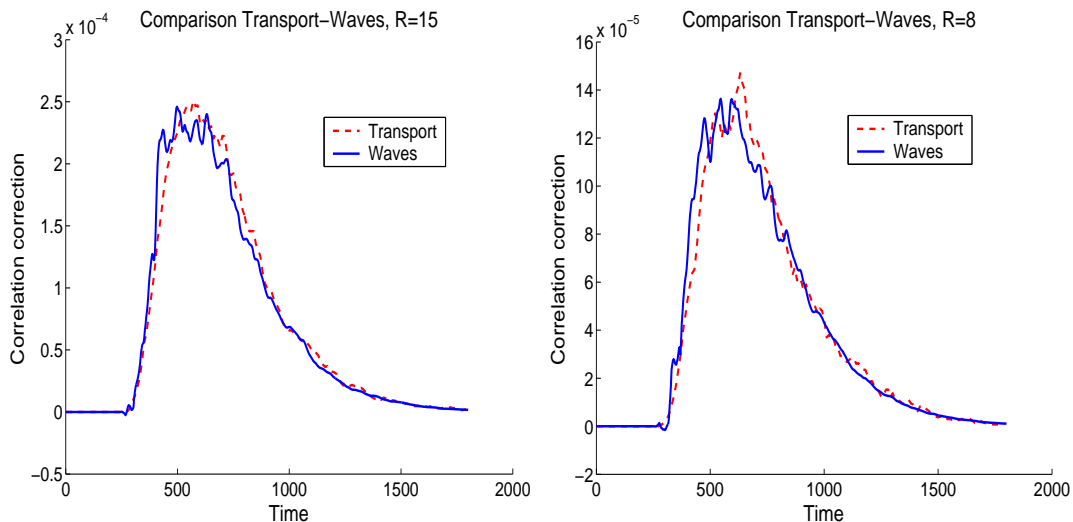 Comparison Transport−Waves, R=15
x 10−4
3
2.5
2
1.5
1
0.5
0
−0.5
0
500
1000
1500
2000
Time
Correlation correction
Transport
Waves
Comparison Transport−Waves, R=8
x 10−5
16
14
12
10
8
6
4
2
0
−2
0
500
1000
1500
2000
Time
Correlation correction
Transport
Waves